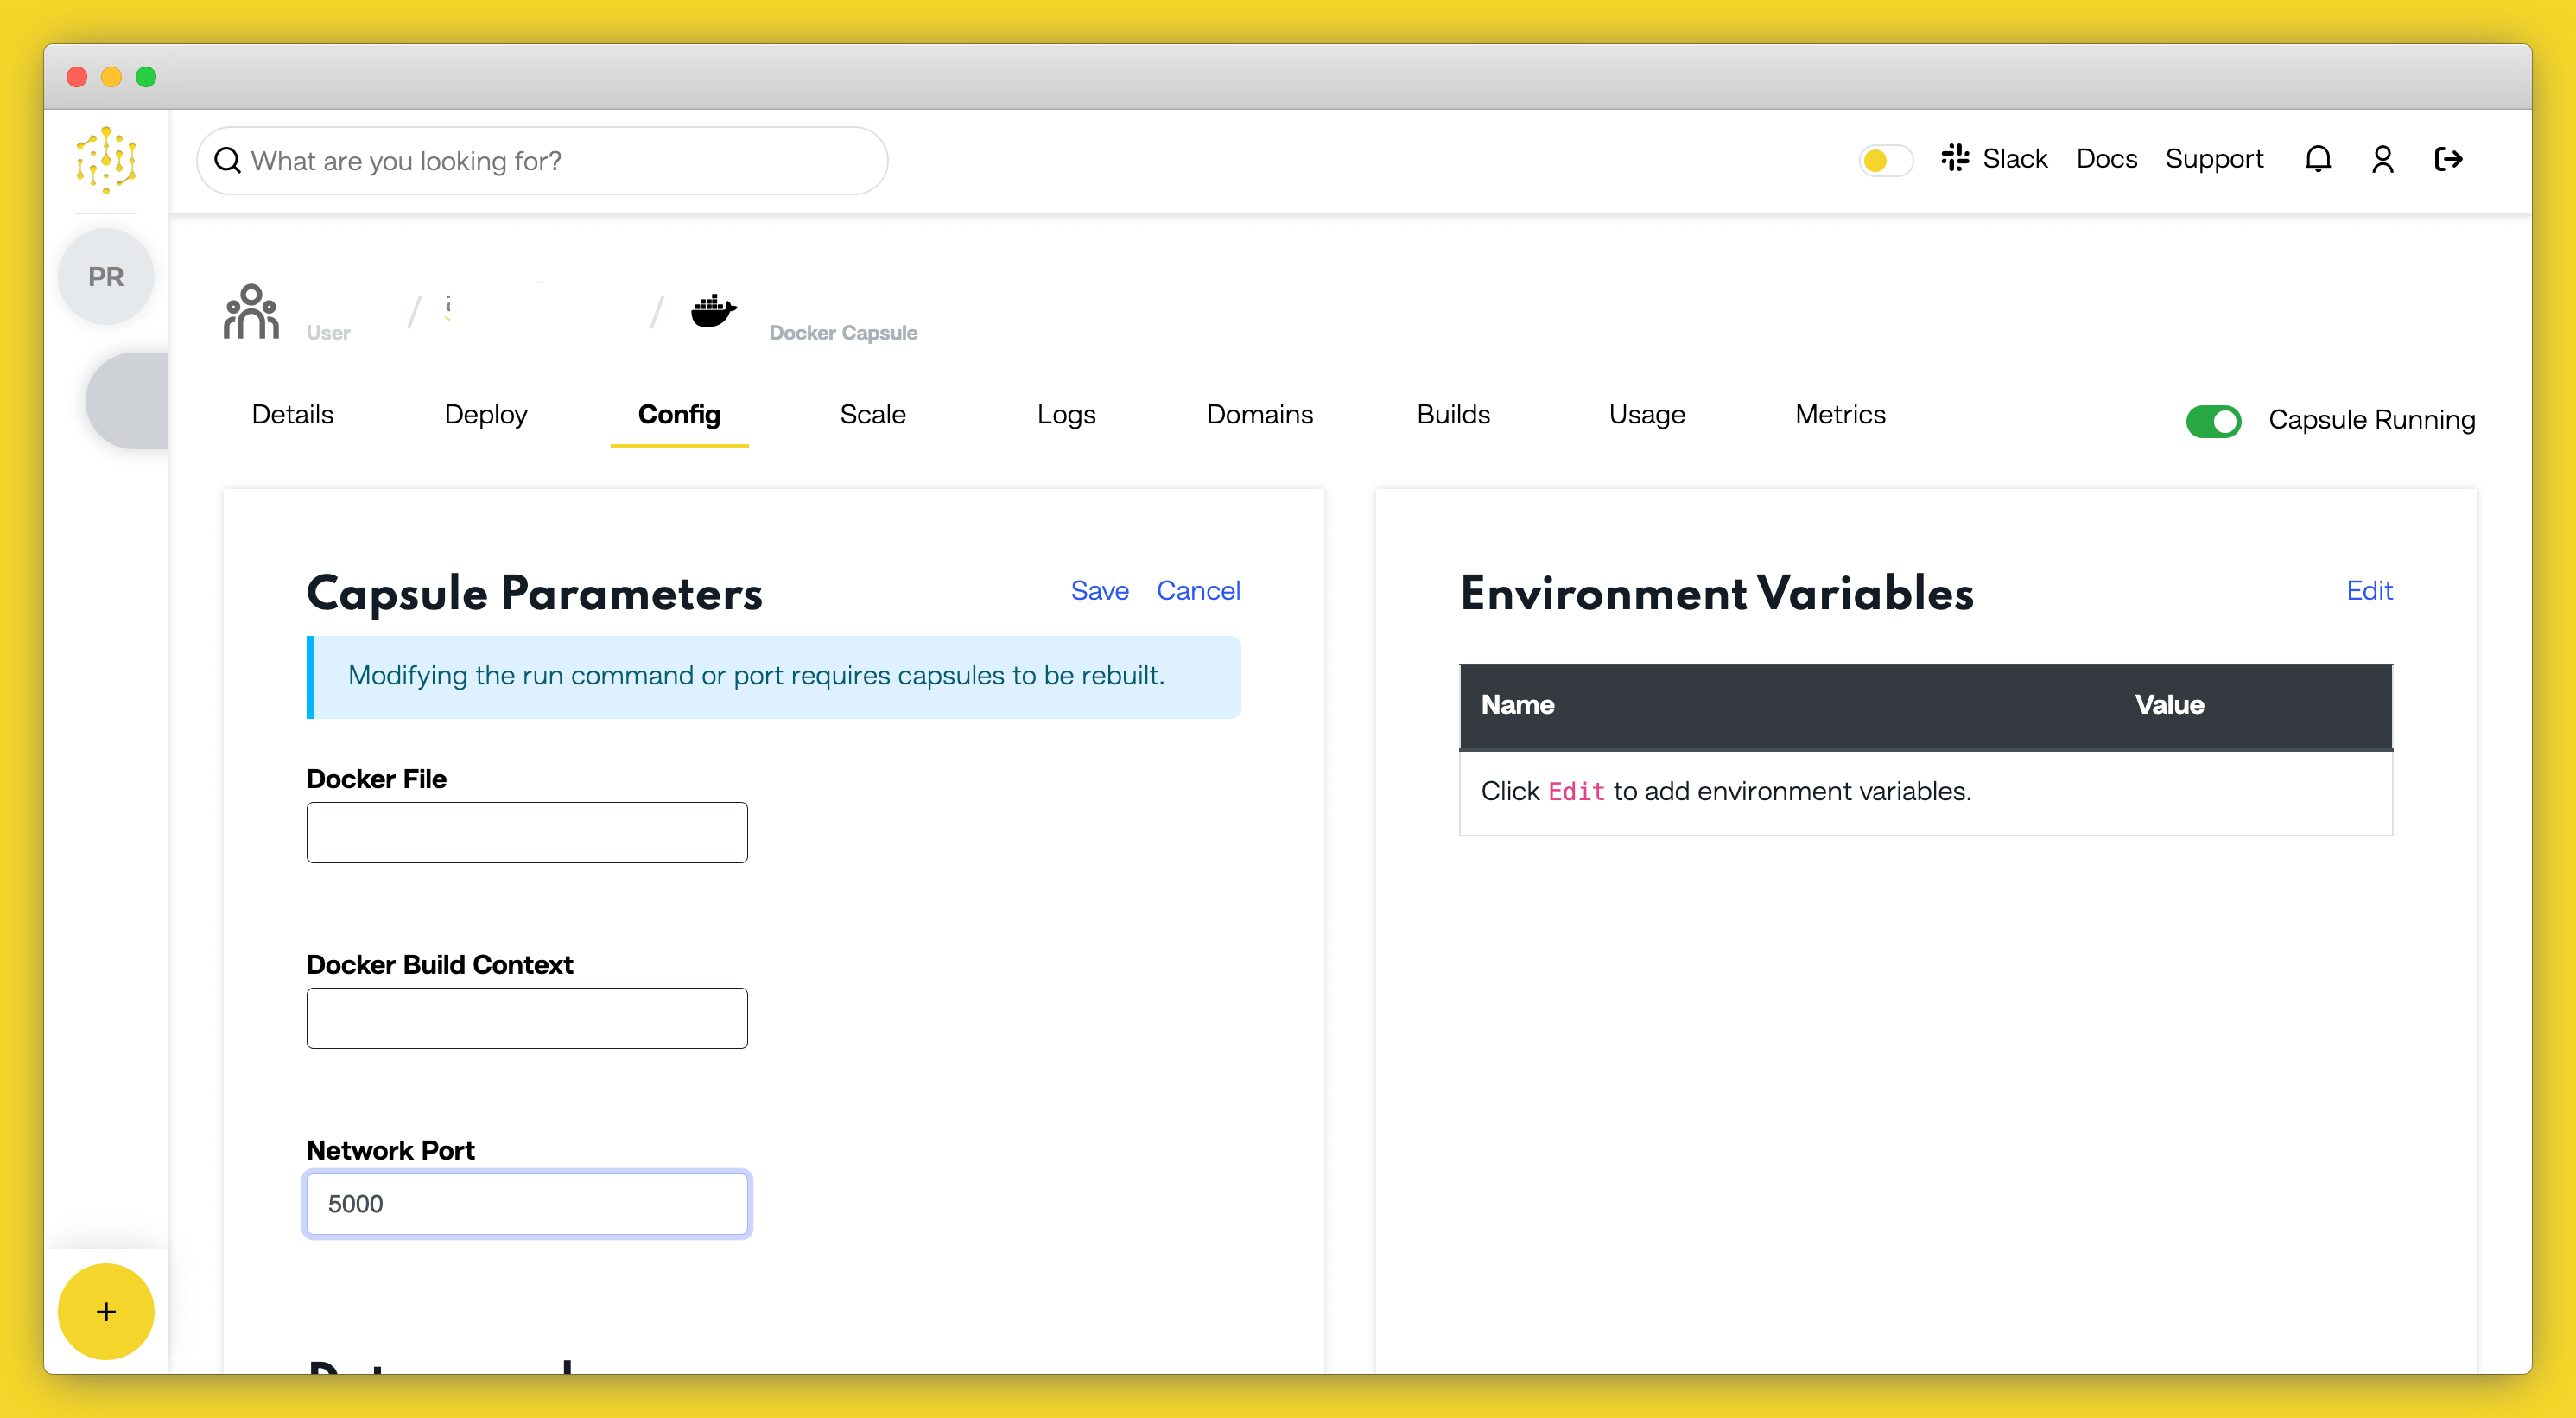 What are you looking for?
Slack Docs Support
PR
User / / Docker Capsule
Details Deploy Config Scale Logs Domains Builds Usage Metrics Capsule Running
Capsule Parameters Save Cancel
Modifying the run command or port requires capsules to be rebuilt.
Docker File
Docker Build Context
Network Port
5000
+
Environment Variables Edit
Name Value
Click Edit to add environment variables.